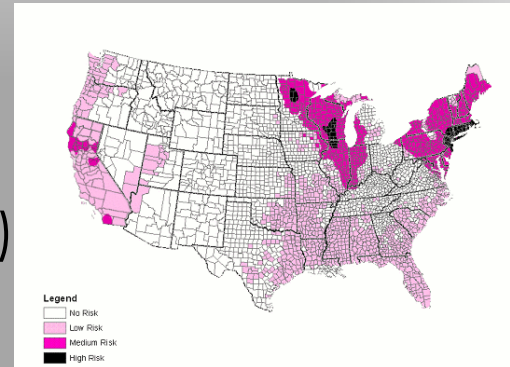 )
Legend
No Risk
Low Risk
Medium Risk
High Risk